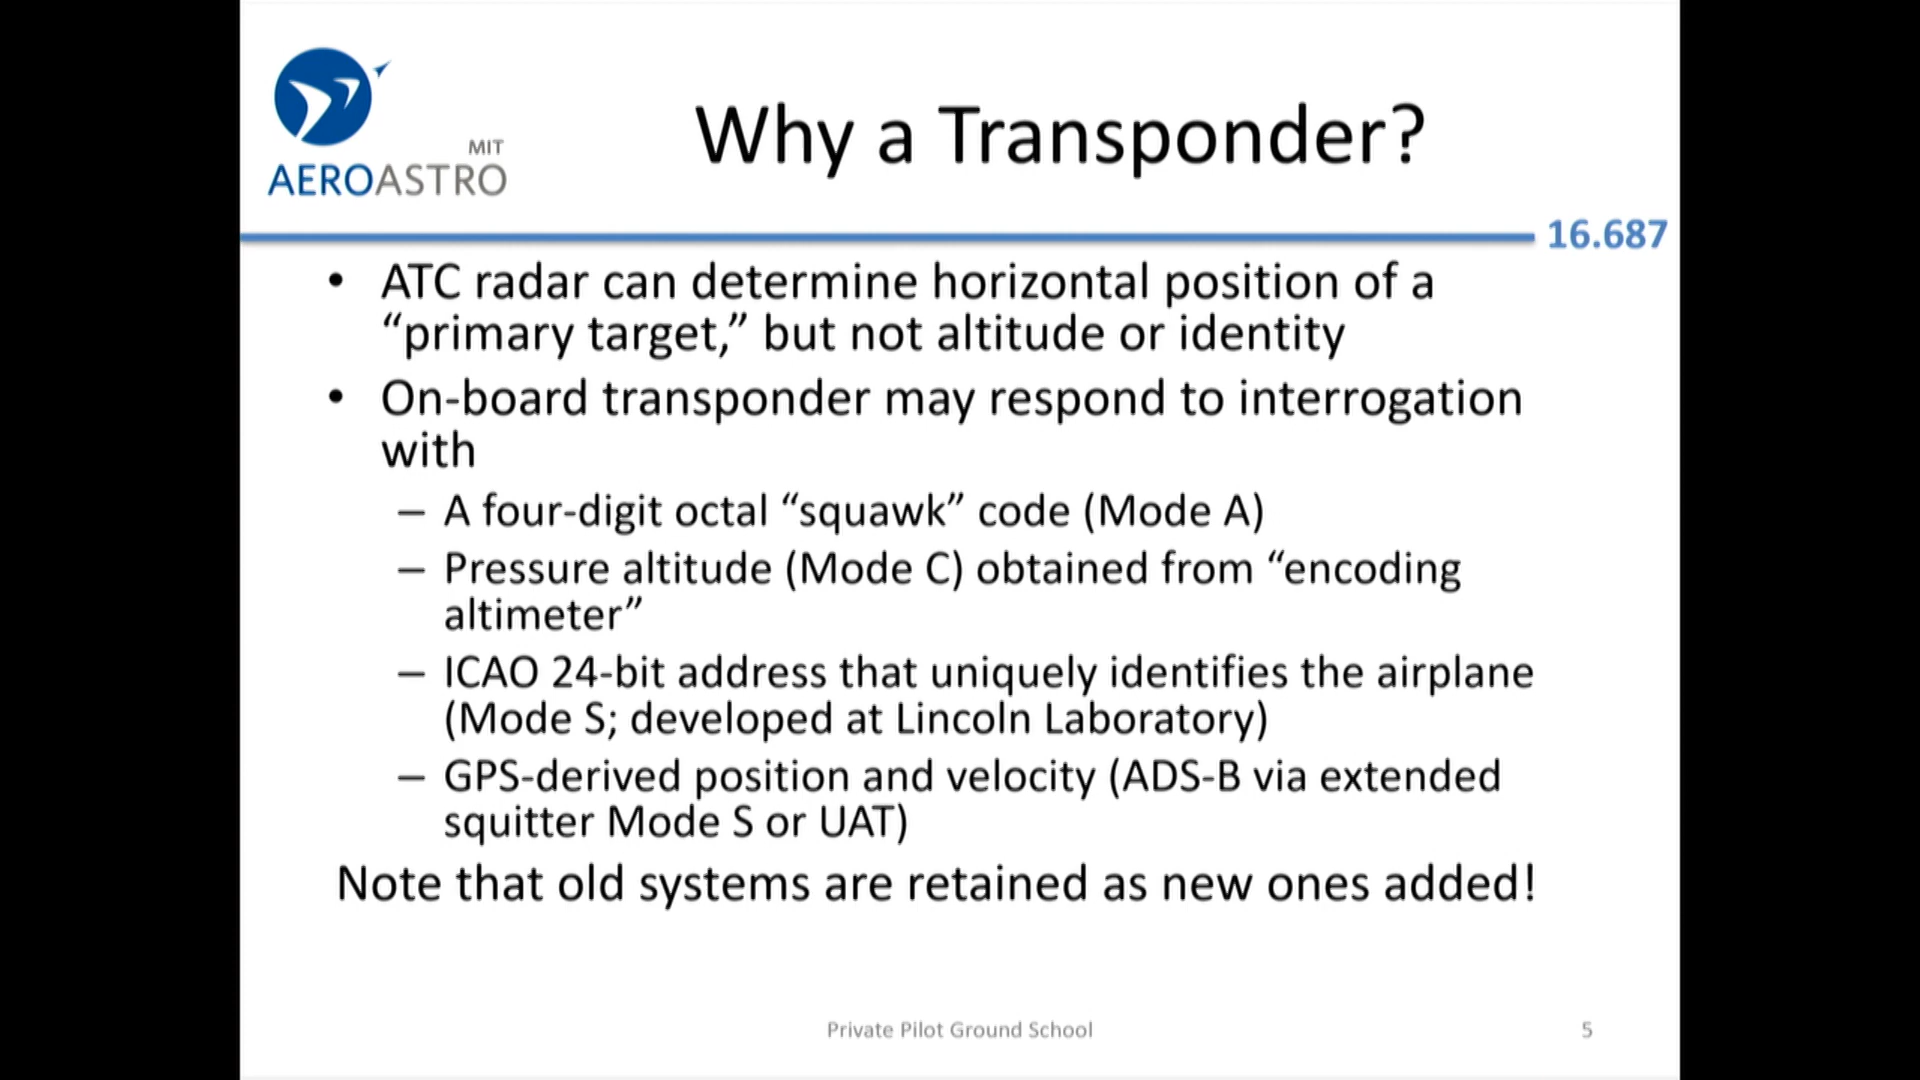 MIT
AEROASTRO
Why a Transponder?
16.687
• ATC radar can determine horizontal position of a
“primary target,” but not altitude or identity
• On-board transponder may respond to interrogation
with
– A four-digit octal “squawk” code (Mode A)
– Pressure altitude (Mode C) obtained from “encoding
altimeter”
– ICAO 24-bit address that uniquely identifies the airplane
(Mode S; developed at Lincoln Laboratory)
– GPS-derived position and velocity (ADS-B via extended
squitter Mode S or UAT)
Note that old systems are retained as new ones added!
Private Pilot Ground School
5